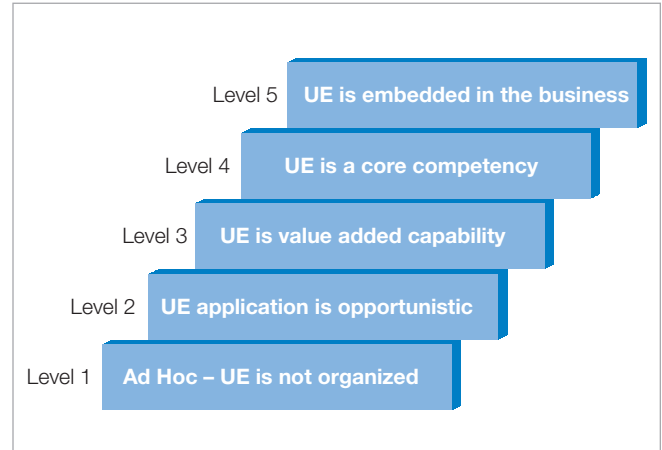 Level 5 UE is embedded in the business
Level 4 UE is a core competency
Level 3 UE is value added capability
Level 2 UE application is opportunistic
Level 1 Ad Hoc – UE is not organized